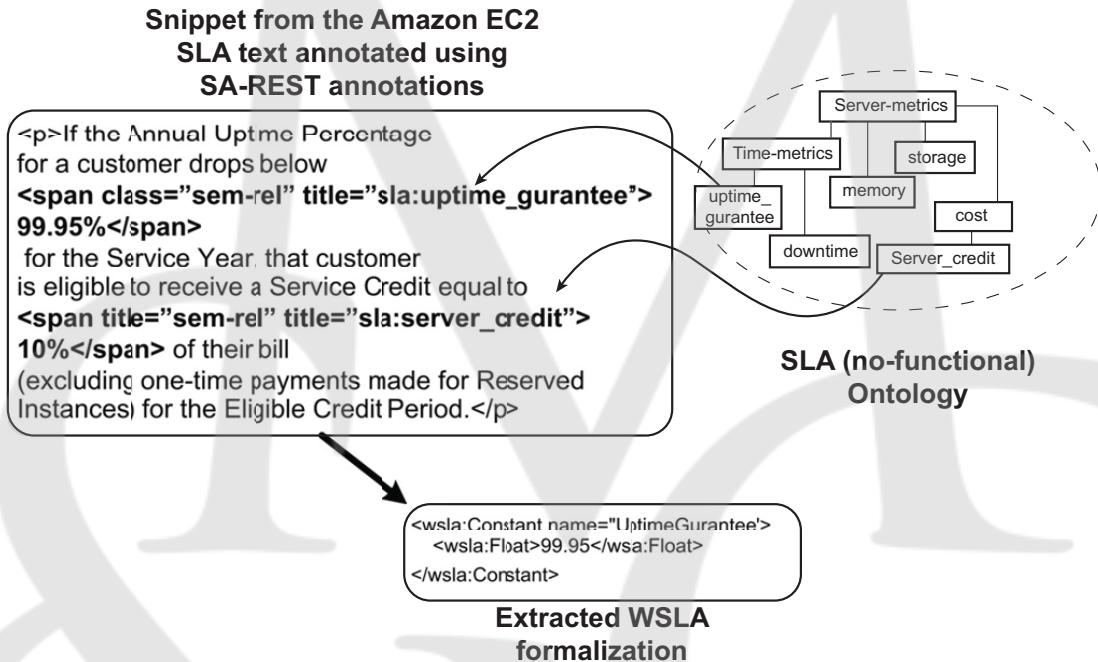 Snippet from the Amazon EC2
SLA text annotated using
SA-REST annotations
<p>If the Annual Uptme Percentage
for a customer drops below
<span class=”sem-rel” title=”sla:uptime_gurantee”>
99.95%</span>
for the Service Year, that customer
is eligible to receive a Service Credit equal to
<span title=”sem-rel” title=”sla:server_credit”>
10%</span> of their bill
(excluding one-time payments made for Reserved
Instances) for the Eligible Credit Period.</p>
Server-metrics
Time-metrics
storage
uptime_
gurantee
memory
cost
downtime
Server_credit
SLA (no-functional)
Ontology
<wsla:Constant name="UptimeGurantee'>
<wsla:Float>99.95</wsa:Float>
</wsla:Constant>
Extracted WSLA
formalization